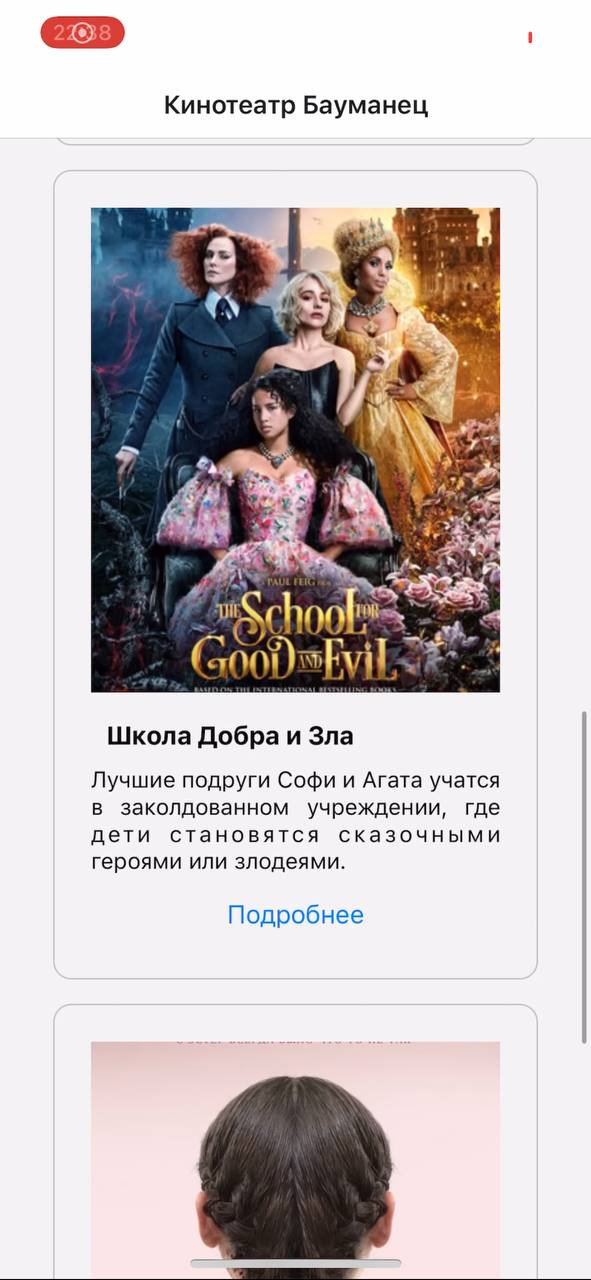 22:38
Кинотеатр Бауманец
A PAUL FEIG FILM
THE SCHOOL FOR
GOOD AND EVIL
BASED ON THE INTERNATIONAL BESTSELLING BOOKS
Школа Добра и Зла
Лучшие подруги Софи и Агата учатся
в заколдованном учреждении, где
дети становятся сказочными
героями или злодеями.
Подробнее